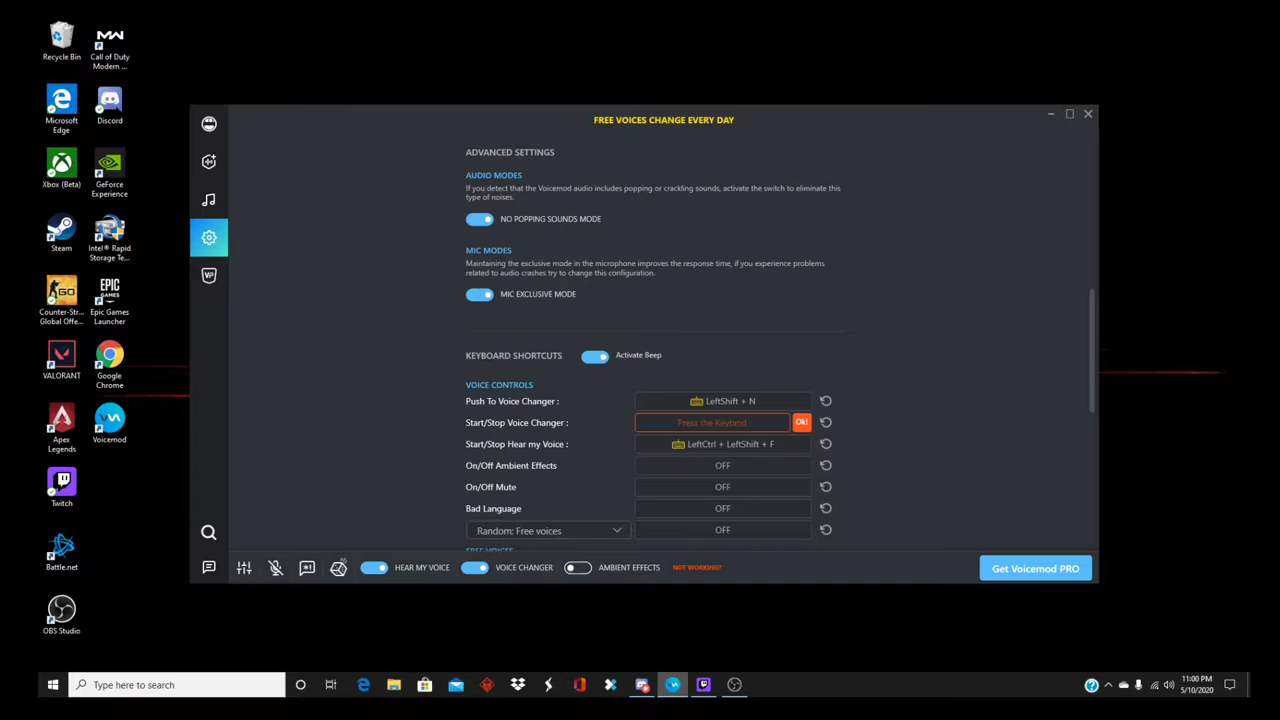 Recycle Bin
Call of Duty
Modern ...
Microsoft
Edge
Discord
Xbox (Beta)
GeForce
Experience
Steam
Intel® Rapid
Storage Te...
Counter-Str...
Global Offe...
EPIC
GAMES
Epic Games
Launcher
VALORANT
Google
Chrome
Apex
Legends
Voicemod
Twitch
Battle.net
OBS Studio
FREE VOICES CHANGE EVERY DAY
ADVANCED SETTINGS
AUDIO MODES
If you detect that the Voicemod audio includes popping or crackling sounds, activate the switch to eliminate this
type of noises.
NO POPPING SOUNDS MODE
MIC MODES
Maintaining the exclusive mode in the microphone improves the response time, if you experience problems
related to audio crashes try to change this configuration.
MIC EXCLUSIVE MODE
KEYBOARD SHORTCUTS Activate Beep
VOICE CONTROLS
Push To Voice Changer : LeftShift + N
Start/Stop Voice Changer : Press the Keybind Ok!
Start/Stop Hear my Voice : LeftCtrl + LeftShift + F
On/Off Ambient Effects OFF
On/Off Mute OFF
Bad Language OFF
Random: Free voices OFF
FREE VOICES
HEAR MY VOICE VOICE CHANGER AMBIENT EFFECTS NOT WORKING? Get Voicemod PRO
Type here to search
11:00 PM
5/10/2020